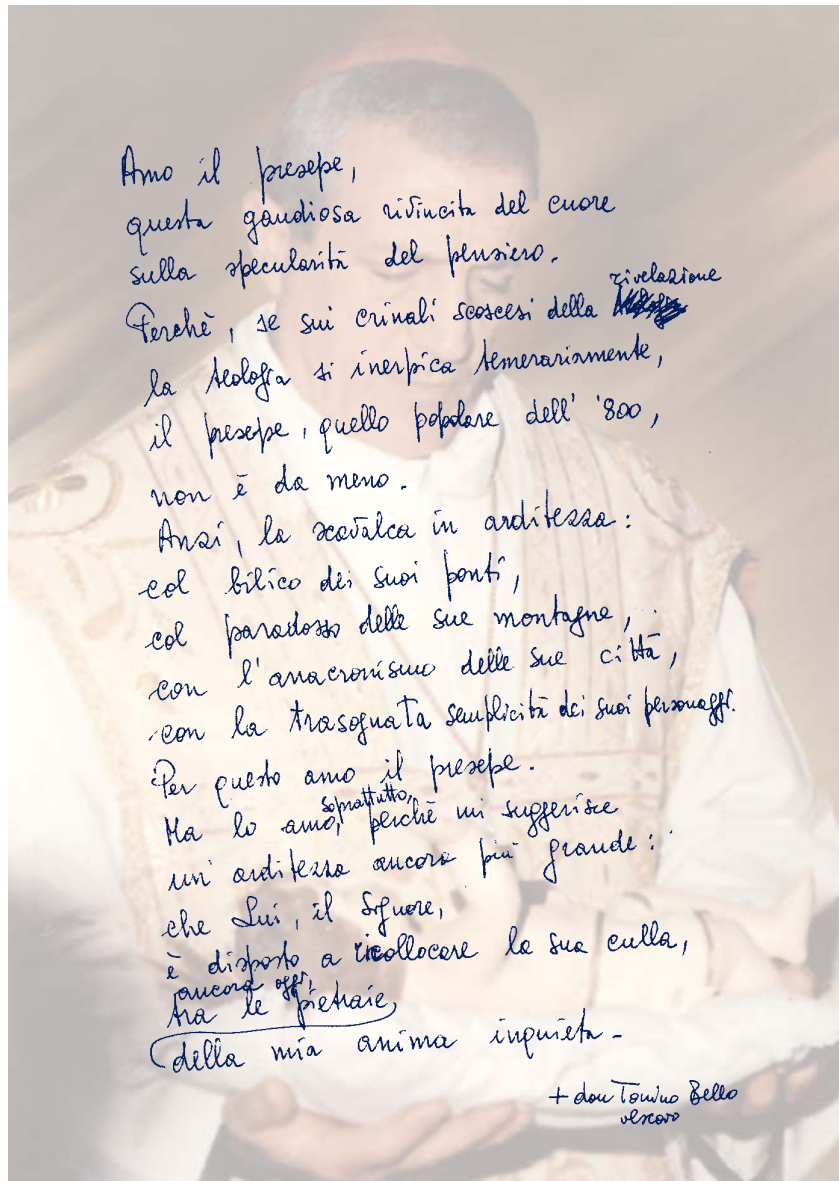 Amo il presepe,
questa gaudiosa rivincita del cuore
sulla specularità del pensiero.
Perchè, se sui crinali scoscesi della rivelazione
la teologia si inerpica temerariamente,
il presepe, quello popolare dell' '800,
non è da meno.
Anzi, la scavalca in arditezza:
col bilico dei suoi ponti,
col paradosso delle sue montagne,
con l'anacronismo delle sue città,
con la trasognata semplicità dei suoi personaggi.
Per questo amo il presepe.
Ma lo amo, soprattutto, perchè mi suggerisce
un' arditezza ancora più grande:
che Lui, il Signore,
è disposto a ricollocare la sua culla,
ancora oggi,
tra le pietraie,
della mia anima inquieta.
+ don Tonino Bello
vescovo